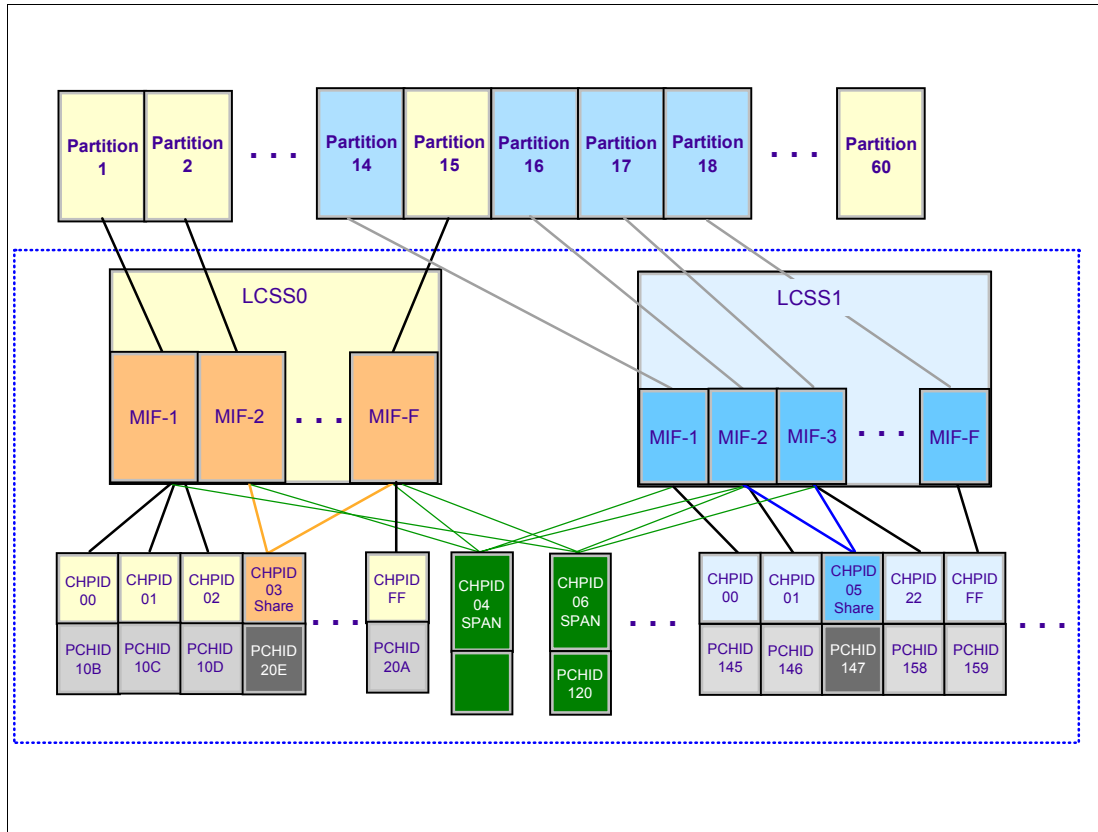 Partition
1
Partition
2
. . .
Partition
14
Partition
15
Partition
16
Partition
17
Partition
18
. . .
Partition
60
LCSS0
MIF-1
MIF-2
. . .
MIF-F
LCSS1
MIF-1
MIF-2
MIF-3
. . .
MIF-F
CHPID
00
CHPID
01
CHPID
02
CHPID
03
Share
. . .
CHPID
FF
CHPID
04
SPAN
CHPID
06
SPAN
. . .
CHPID
00
CHPID
01
CHPID
05
Share
CHPID
22
CHPID
FF
. . .
PCHID
10B
PCHID
10C
PCHID
10D
PCHID
20E
PCHID
20A
PCHID
120
PCHID
145
PCHID
146
PCHID
147
PCHID
158
PCHID
159